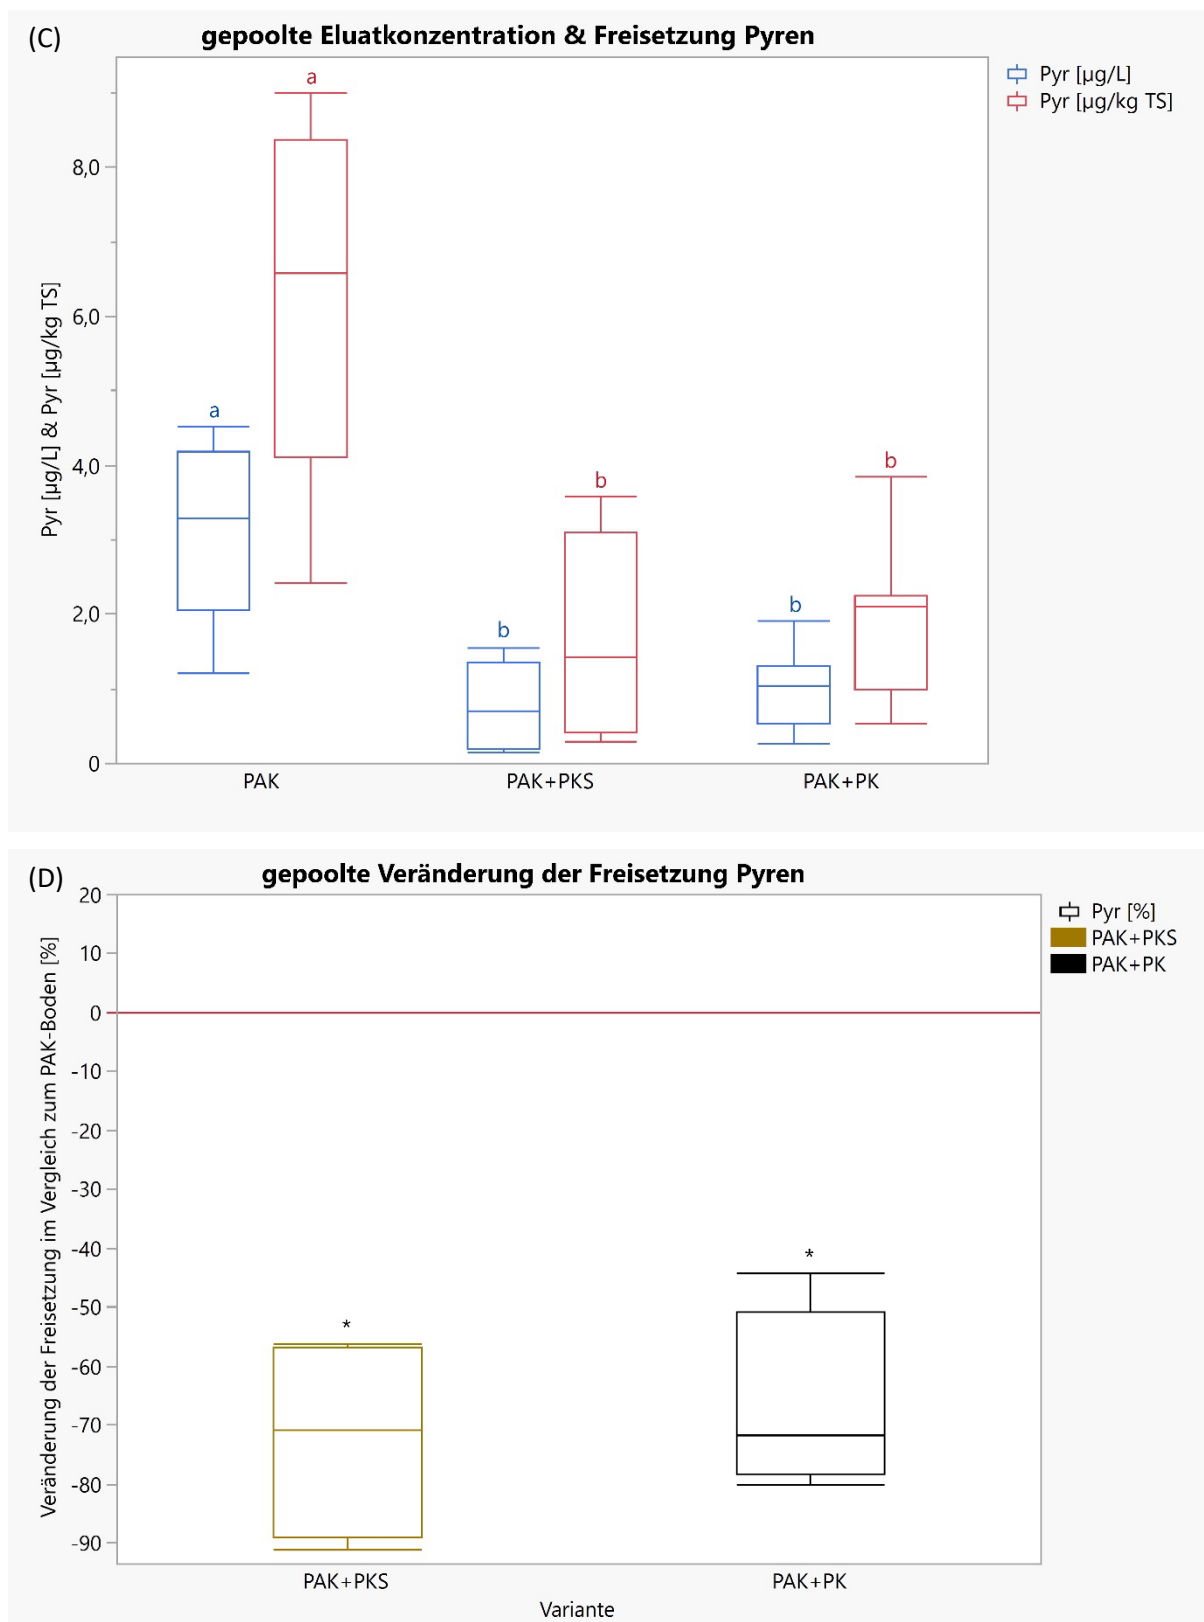 (C)
gepoolte Eluatkonzentration & Freisetzung Pyren
Pyr [µg/L]
Pyr [µg/kg TS]
Pyr [µg/L] & Pyr [µg/kg TS]
8,0
6,0
4,0
2,0
0
a
a
b
b
b
b
PAK
PAK+PKS
PAK+PK
(D)
gepoolte Veränderung der Freisetzung Pyren
Pyr [%]
PAK+PKS
PAK+PK
Veränderung der Freisetzung im Vergleich zum PAK-Boden [%]
20
10
0
-10
-20
-30
-40
-50
-60
-70
-80
-90
*
*
PAK+PKS
PAK+PK
Variante